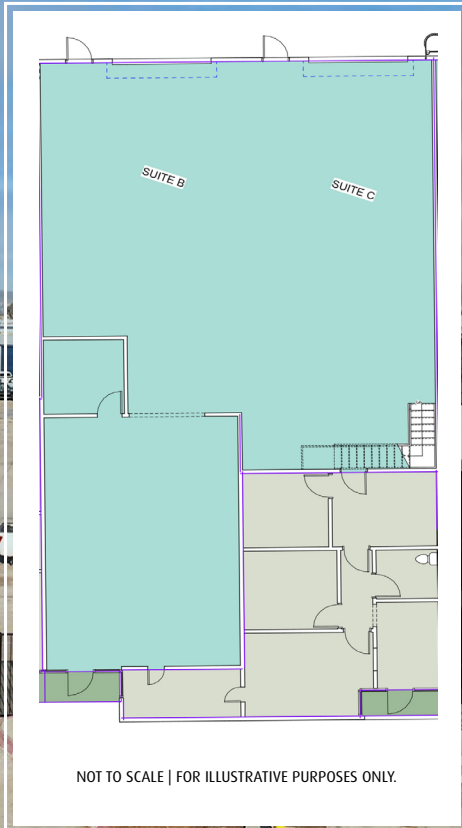 SUITE B
SUITE C
NOT TO SCALE | FOR ILLUSTRATIVE PURPOSES ONLY.